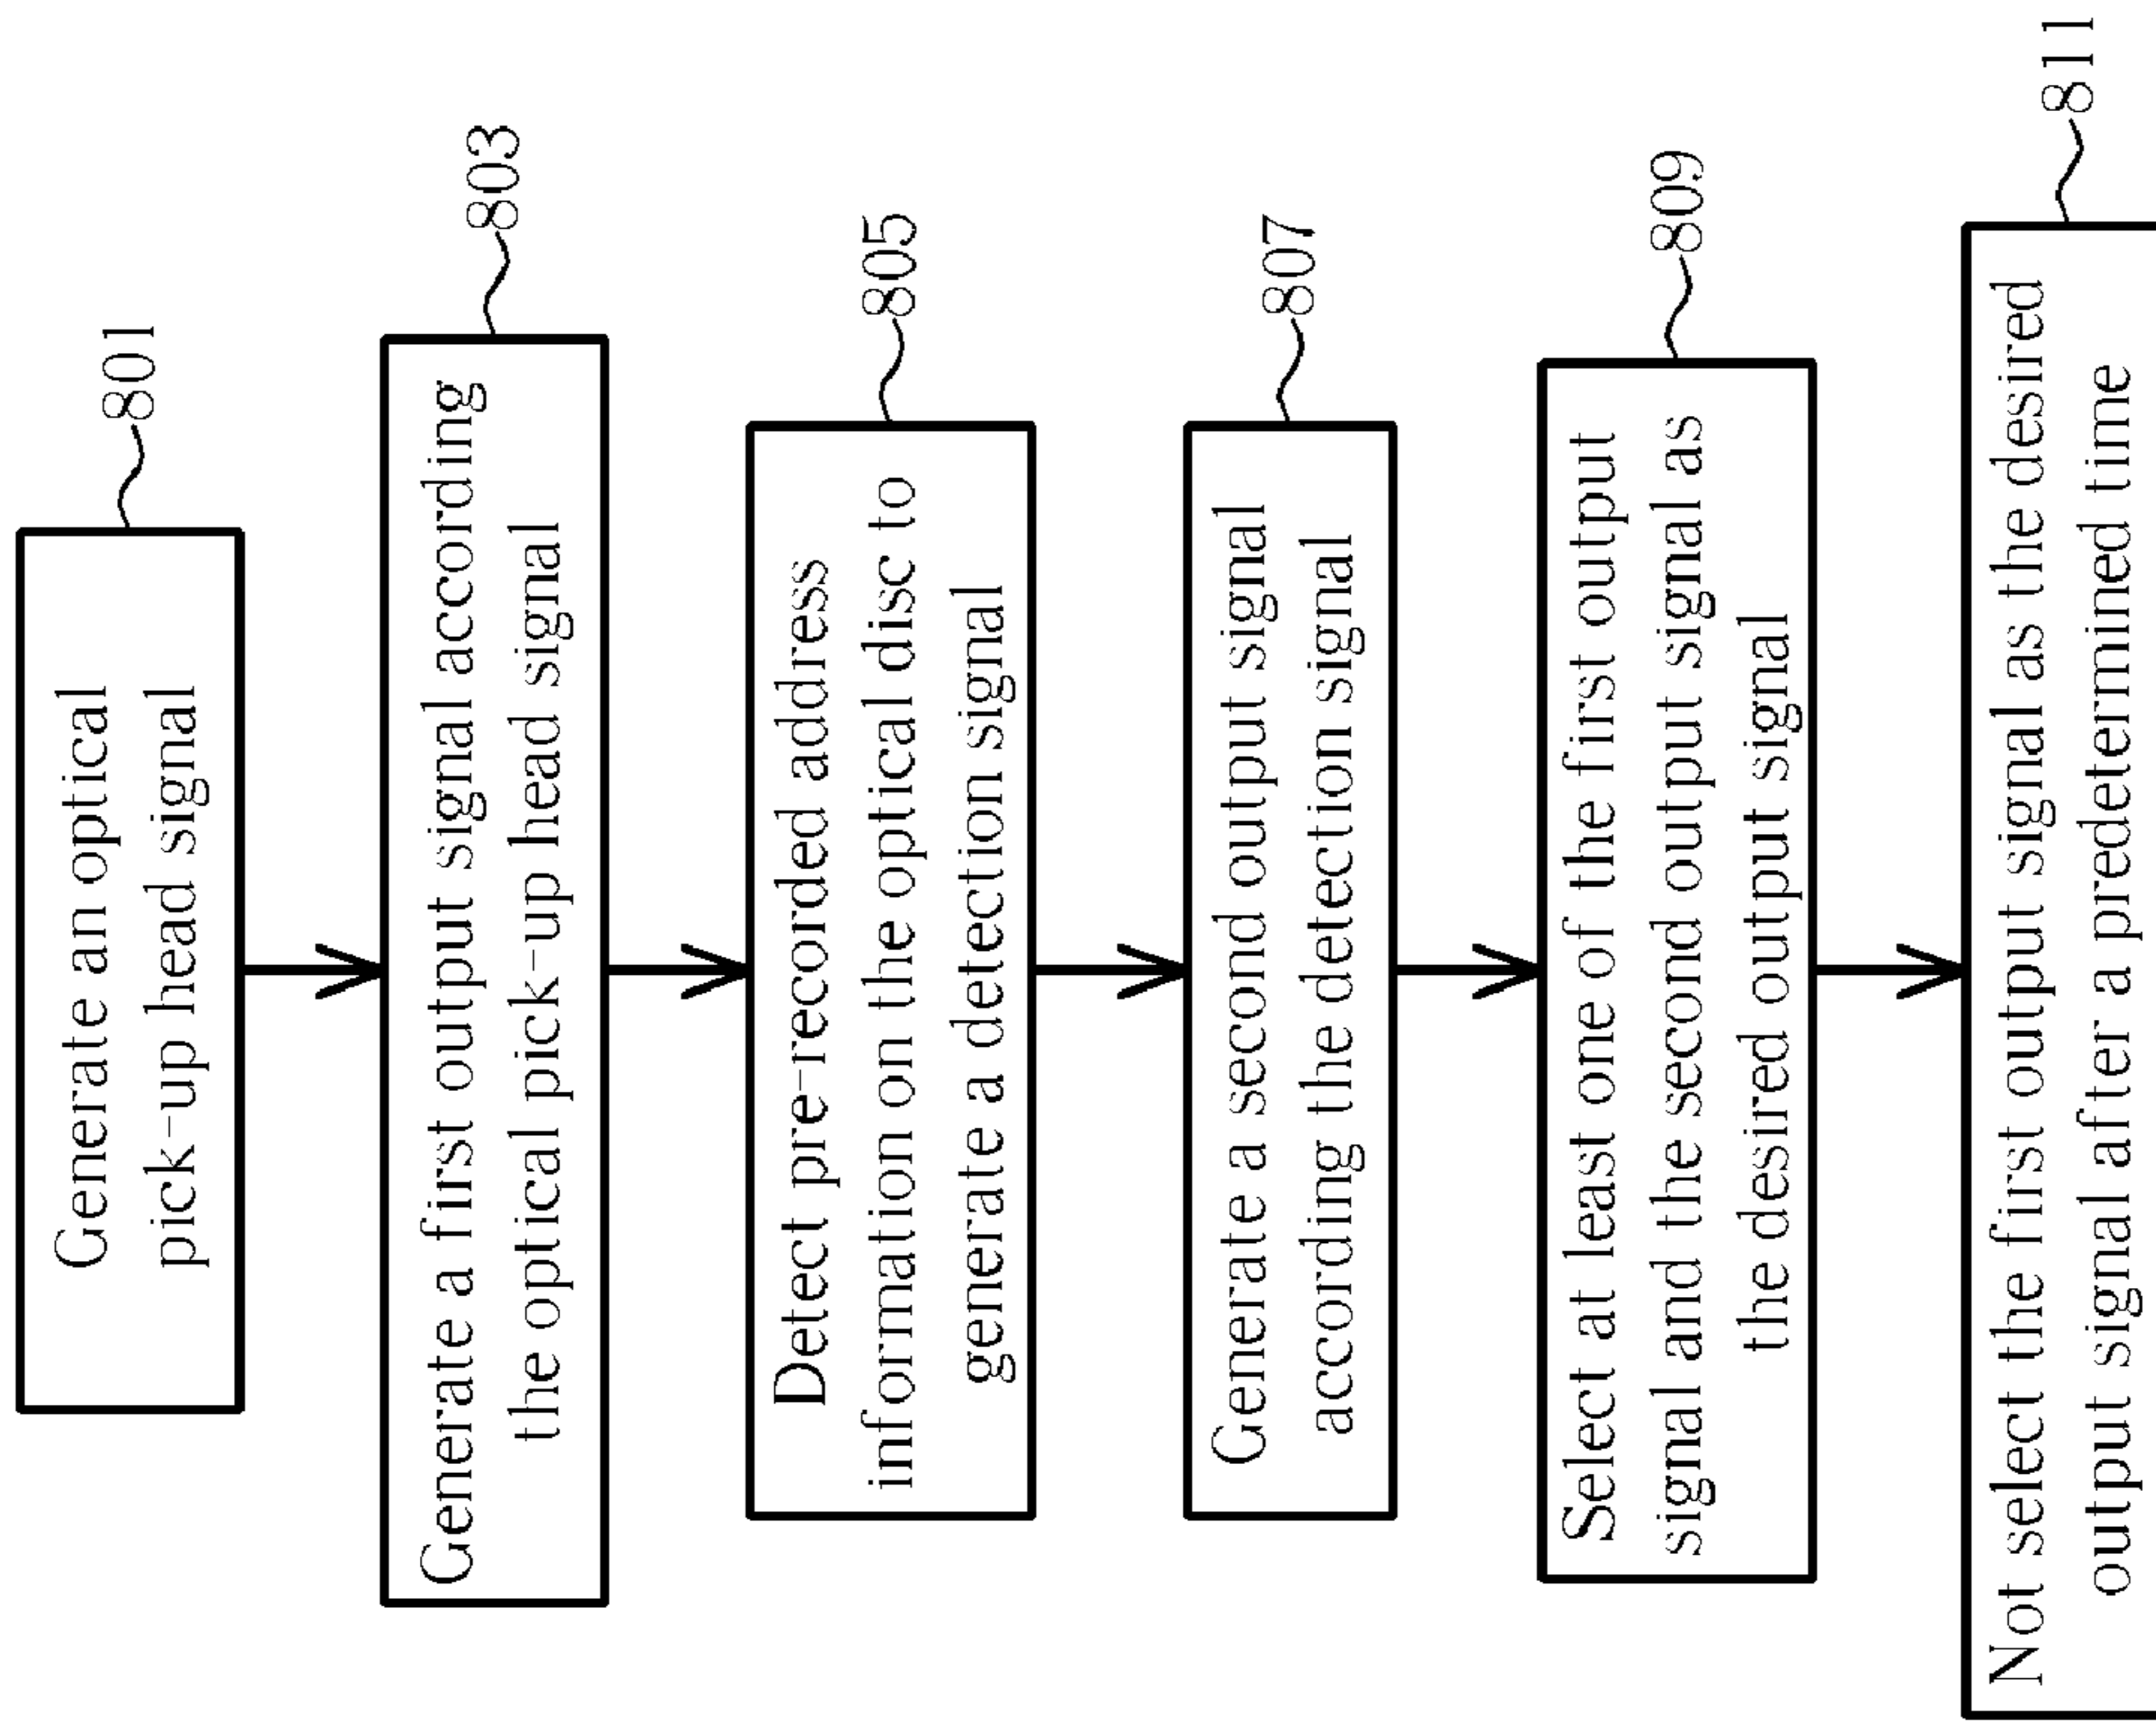 Generate an optical
pick-up head signal
801
Generate a first output signal according
the optical pick-up head signal
803
Detect pre-recorded address
information on the optical disc to
generate a detection signal
805
Generate a second output signal
according the detection signal
807
Select at least one of the first output
signal and the second output signal as
the desired output signal
809
Not select the first output signal as the desired
output signal after a predetermined time
811